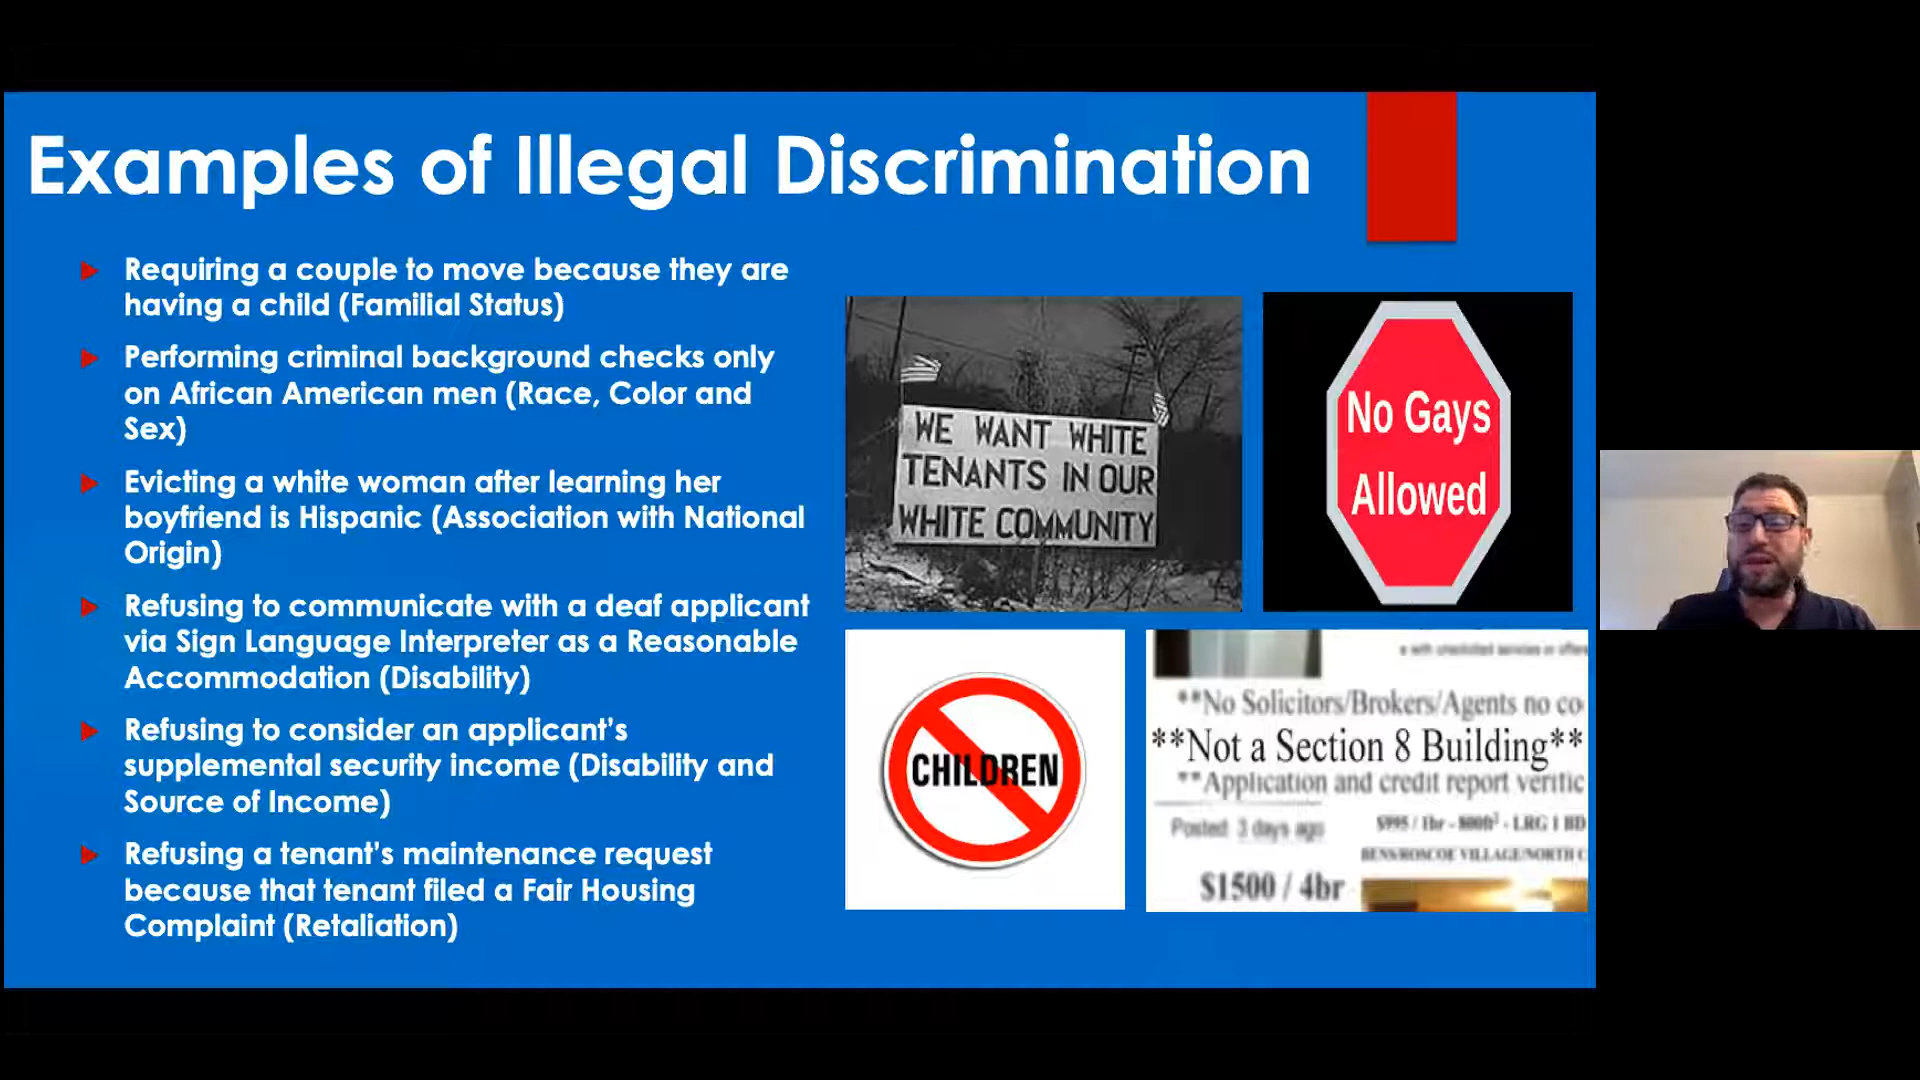 Examples of Illegal Discrimination
Requiring a couple to move because they are
having a child (Familial Status)
Performing criminal background checks only
on African American men (Race, Color and
Sex)
Evicting a white woman after learning her
boyfriend is Hispanic (Association with National
Origin)
Refusing to communicate with a deaf applicant
via Sign Language Interpreter as a Reasonable
Accommodation (Disability)
Refusing to consider an applicant's
supplemental security income (Disability and
Source of Income)
Refusing a tenant's maintenance request
because that tenant filed a Fair Housing
Complaint (Retaliation)
WE WANT WHITE
TENANTS IN OUR
WHITE COMMUNITY
No Gays
Allowed
CHILDREN
**No Solicitors/Brokers/Agents no co
**Not a Section 8 Building**
**Application and credit report verific
Posted: 3 days ago
$995 / 1br - 800ft² - LRG 1 BD
ROSCOE VILLAGE/NORTH C
$1500 / 4br